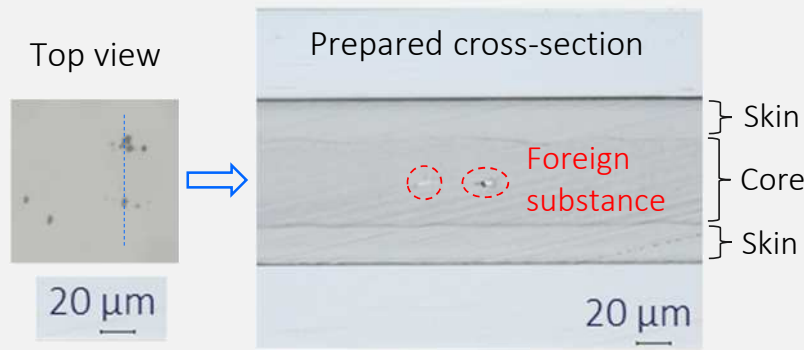 Top view
Prepared cross-section
Skin
Foreign
substance
Core
Skin
20 µm
20 µm